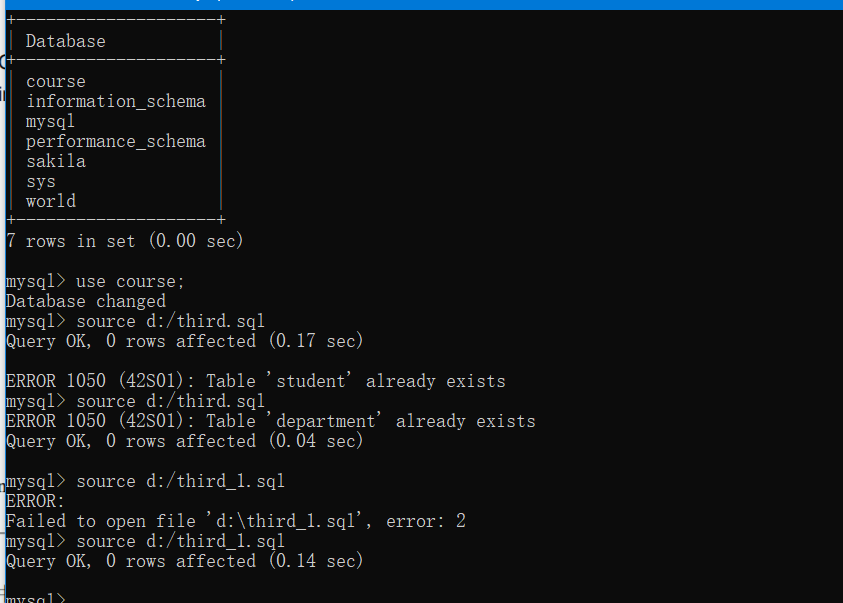 +--------------------+
| Database           |
+--------------------+
| course             |
| information_schema |
| mysql              |
| performance_schema |
| sakila             |
| sys                |
| world              |
+--------------------+
7 rows in set (0.00 sec)
mysql> use course;
Database changed
mysql> source d:/third.sql
Query OK, 0 rows affected (0.17 sec)
ERROR 1050 (42S01): Table 'student' already exists
mysql> source d:/third.sql
ERROR 1050 (42S01): Table 'department' already exists
Query OK, 0 rows affected (0.04 sec)
mysql> source d:/third_1.sql
ERROR:
Failed to open file 'd:\third_1.sql', error: 2
mysql> source d:/third_1.sql
Query OK, 0 rows affected (0.14 sec)
mysql>